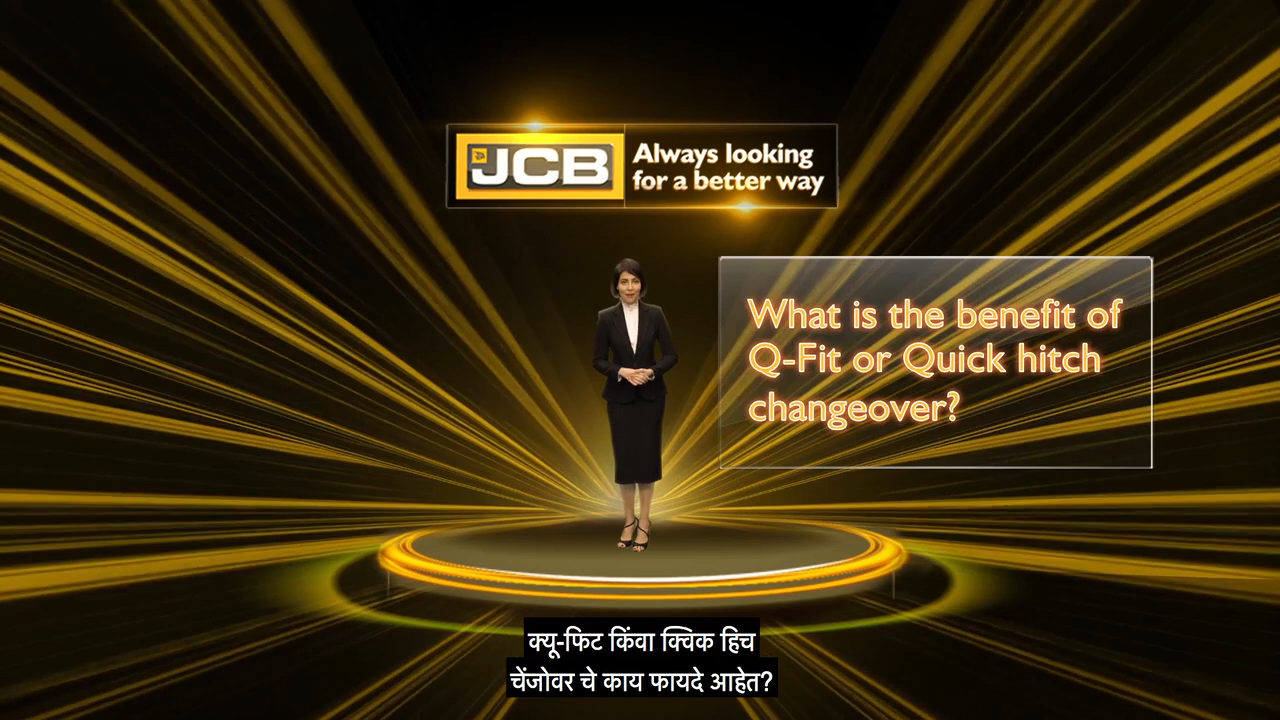 JCB
Always looking
for a better way
What is the benefit of
Q-Fit or Quick hitch
changeover?
क्यू-फिट किंवा क्विक हिच
चेंजोवर चे काय फायदे आहेत?